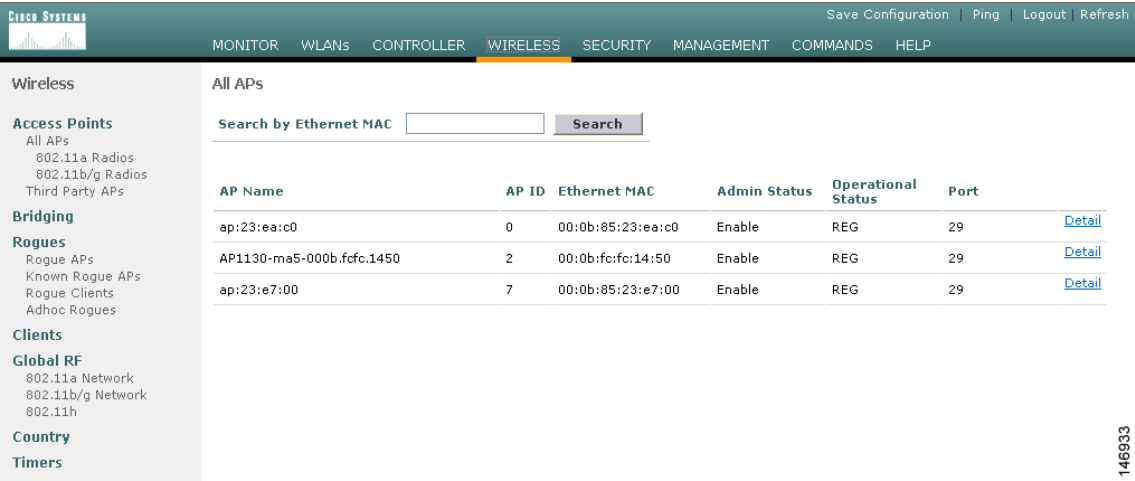 CISCO SYSTEMS
Save Configuration | Ping | Logout | Refresh
MONITOR WLANs CONTROLLER WIRELESS SECURITY MANAGEMENT COMMANDS HELP
Wireless
Access Points
All APs
802.11a Radios
802.11b/g Radios
Third Party APs
Bridging
Rogues
Rogue APs
Known Rogue APs
Rogue Clients
Adhoc Rogues
Clients
Global RF
802.11a Network
802.11b/g Network
802.11h
Country
Timers
All APs
Search by Ethernet MAC Search
AP Name AP ID Ethernet MAC Admin Status Operational Status Port
ap:23:ea:c0 0 00:0b:85:23:ea:c0 Enable REG 29 Detail
AP1130-ma5-000b.fcfc.1450 2 00:0b:fc:fc:14:50 Enable REG 29 Detail
ap:23:e7:00 7 00:0b:85:23:e7:00 Enable REG 29 Detail
146933